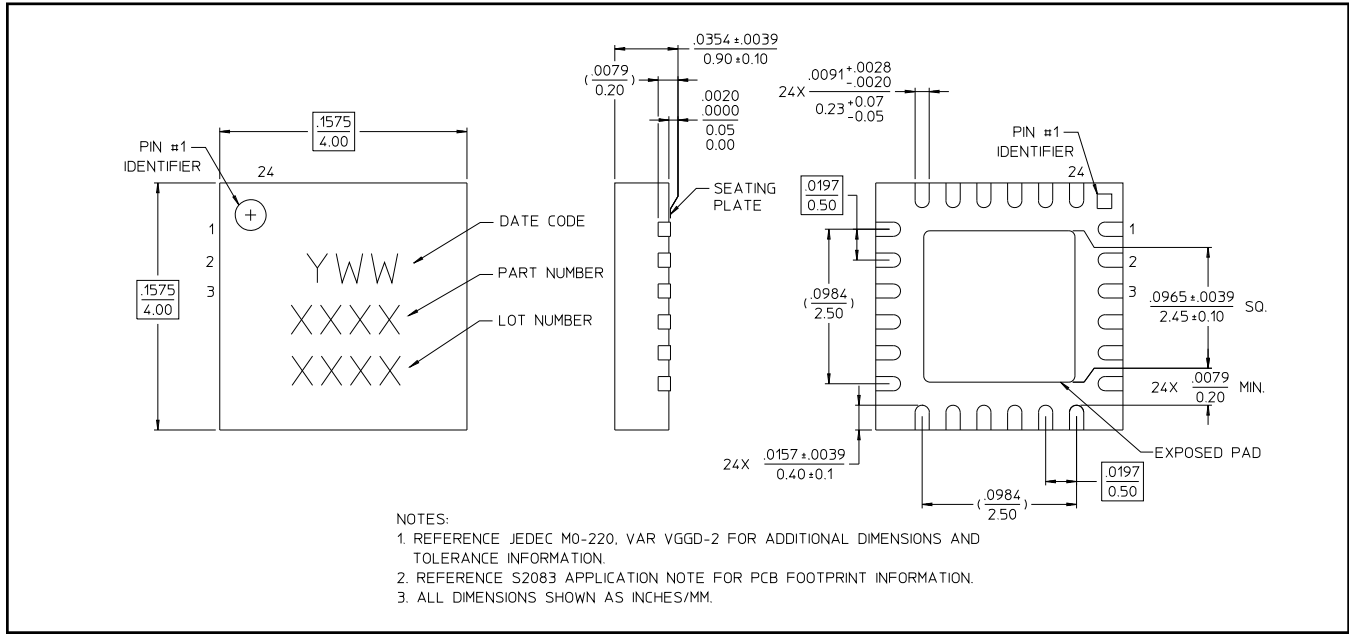 .1575
4.00
PIN #1
IDENTIFIER
24
1
2
3
.1575
4.00
DATE CODE
YWW
PART NUMBER
XXXX
LOT NUMBER
XXXX
.0354 ±.0039
0.90 ±0.10
(.0079)
0.20
.0020
.0000
0.05
0.00
SEATING
PLATE
24X .0091 +.0028
-.0020
0.23 +0.07
-0.05
PIN #1
IDENTIFIER
24
.0197
0.50
1
2
3
(.0984)
2.50
.0965 ±.0039 SQ.
2.45 ±0.10
24X .0079 MIN.
0.20
24X .0157 ±.0039
0.40 ±0.1
EXPOSED PAD
.0197
0.50
(.0984)
2.50
NOTES:
1. REFERENCE JEDEC MO-220, VAR VGGD-2 FOR ADDITIONAL DIMENSIONS AND
TOLERANCE INFORMATION.
2. REFERENCE S2083 APPLICATION NOTE FOR PCB FOOTPRINT INFORMATION.
3. ALL DIMENSIONS SHOWN AS INCHES/MM.